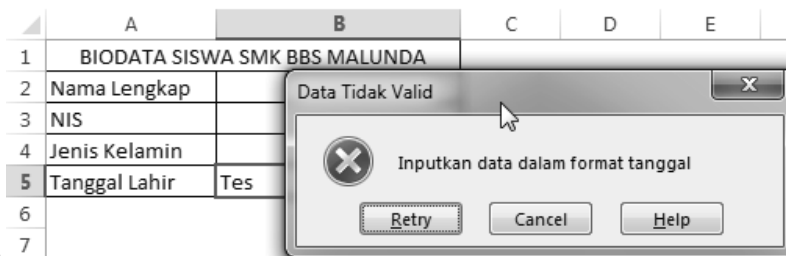 A B C D E
1 BIODATA SISWA SMK BBS MALUNDA
2 Nama Lengkap
3 NIS
4 Jenis Kelamin
5 Tanggal Lahir Tes
6
7
Data Tidak Valid
Inputkan data dalam format tanggal
Retry Cancel Help